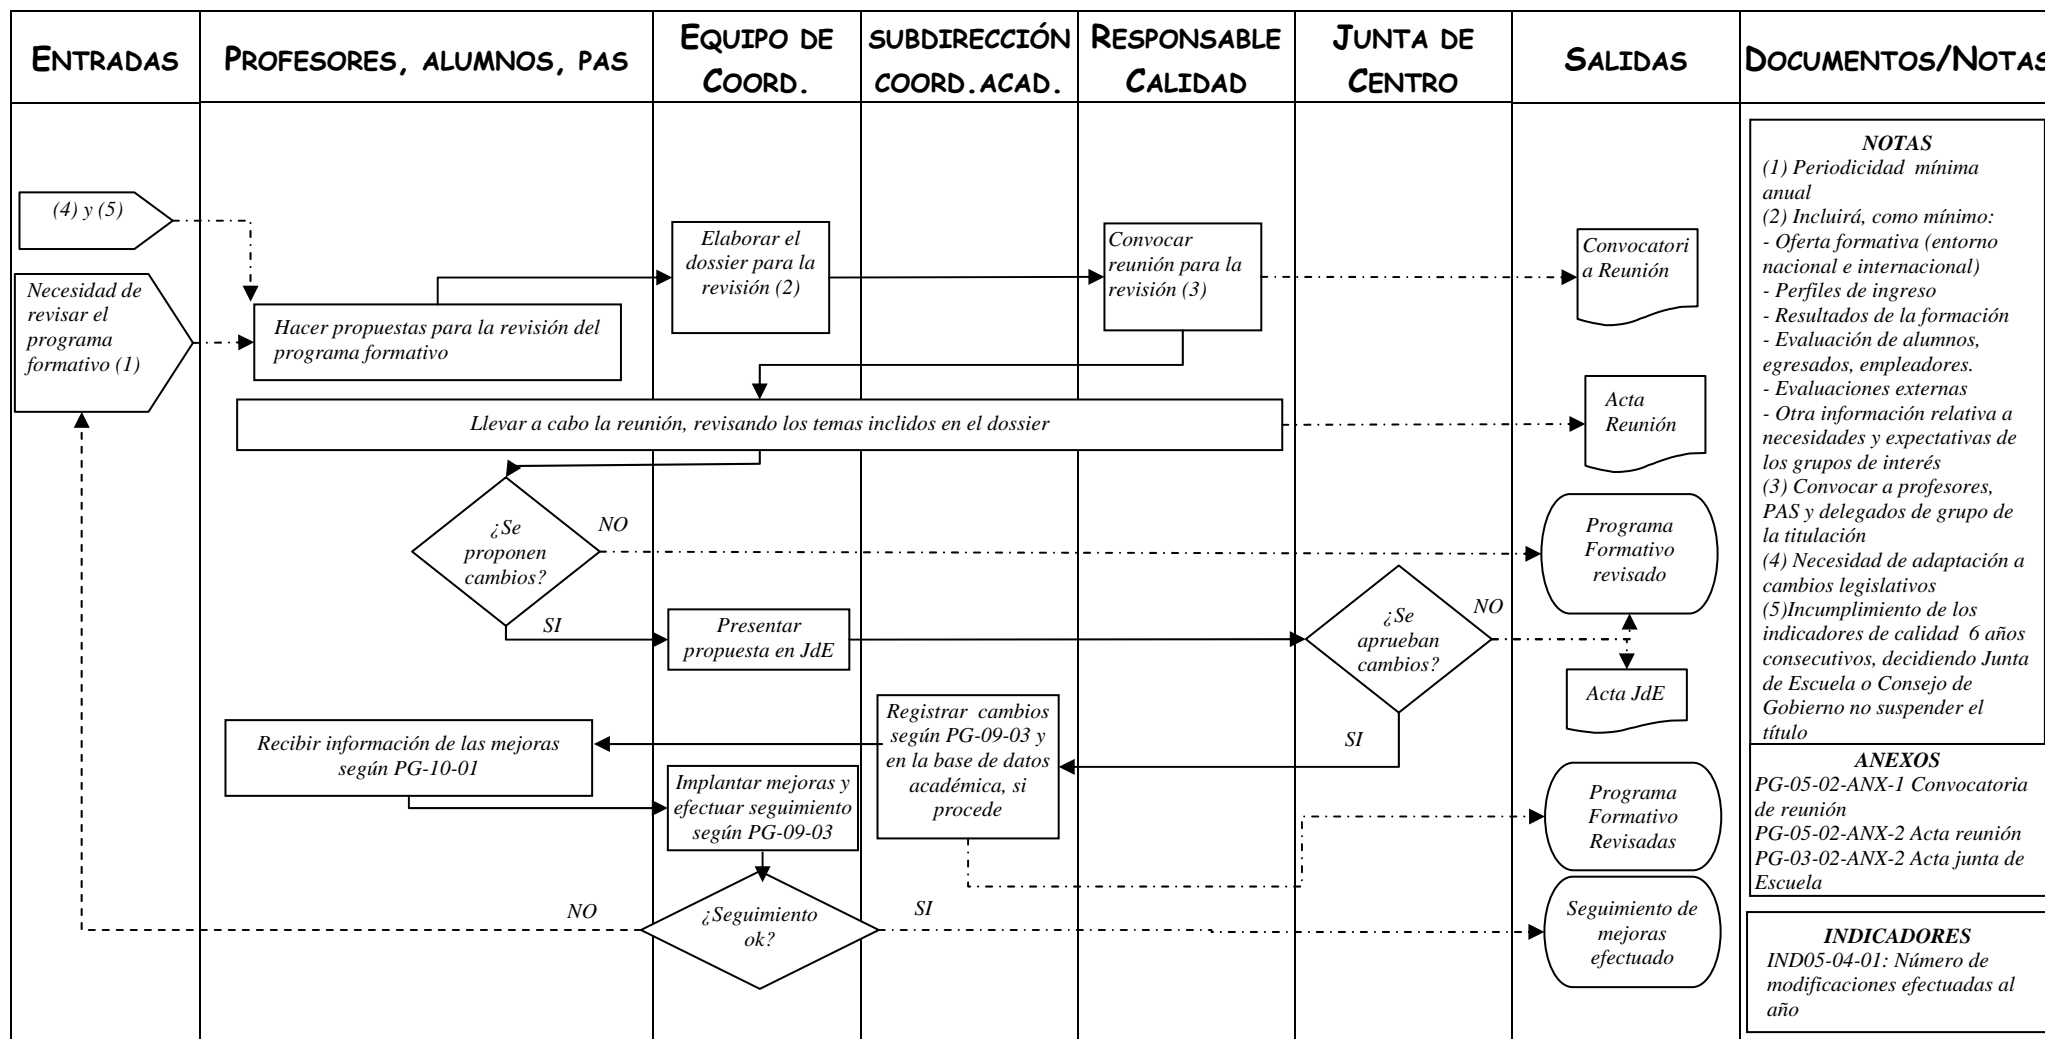 ENTRADAS
PROFESORES, ALUMNOS, PAS
EQUIPO DE
COORD.
SUBDIRECCIÓN
COORD.ACAD.
RESPONSABLE
CALIDAD
JUNTA DE
CENTRO
SALIDAS
DOCUMENTOS/NOTAS
(4) y (5)
Necesidad de
revisar el
programa
formativo (1)
Hacer propuestas para la revisión del
programa formativo
Elaborar el
dossier para la
revisión (2)
Convocar
reunión para la
revisión (3)
Convocatori
a Reunión
Llevar a cabo la reunión, revisando los temas inclidos en el dossier
Acta
Reunión
¿Se
proponen
cambios?
NO
SI
Programa
Formativo
revisado
Presentar
propuesta en JdE
¿Se
aprueban
cambios?
NO
SI
Acta JdE
Registrar cambios
según PG-09-03 y
en la base de datos
académica, si
procede
Recibir información de las mejoras
según PG-10-01
Implantar mejoras y
efectuar seguimiento
según PG-09-03
Programa
Formativo
Revisadas
¿Seguimiento
ok?
NO
SI
Seguimiento de
mejoras
efectuado
NOTAS
(1) Periodicidad mínima
anual
(2) Incluirá, como mínimo:
- Oferta formativa (entorno
nacional e internacional)
- Perfiles de ingreso
- Resultados de la formación
- Evaluación de alumnos,
egresados, empleadores.
- Evaluaciones externas
- Otra información relativa a
necesidades y expectativas de
los grupos de interés
(3) Convocar a profesores,
PAS y delegados de grupo de
la titulación
(4) Necesidad de adaptación a
cambios legislativos
(5)Incumplimiento de los
indicadores de calidad 6 años
consecutivos, decidiendo Junta
de Escuela o Consejo de
Gobierno no suspender el
título
ANEXOS
PG-05-02-ANX-1 Convocatoria
de reunión
PG-05-02-ANX-2 Acta reunión
PG-03-02-ANX-2 Acta junta de
Escuela
INDICADORES
IND05-04-01: Número de
modificaciones efectuadas al
año